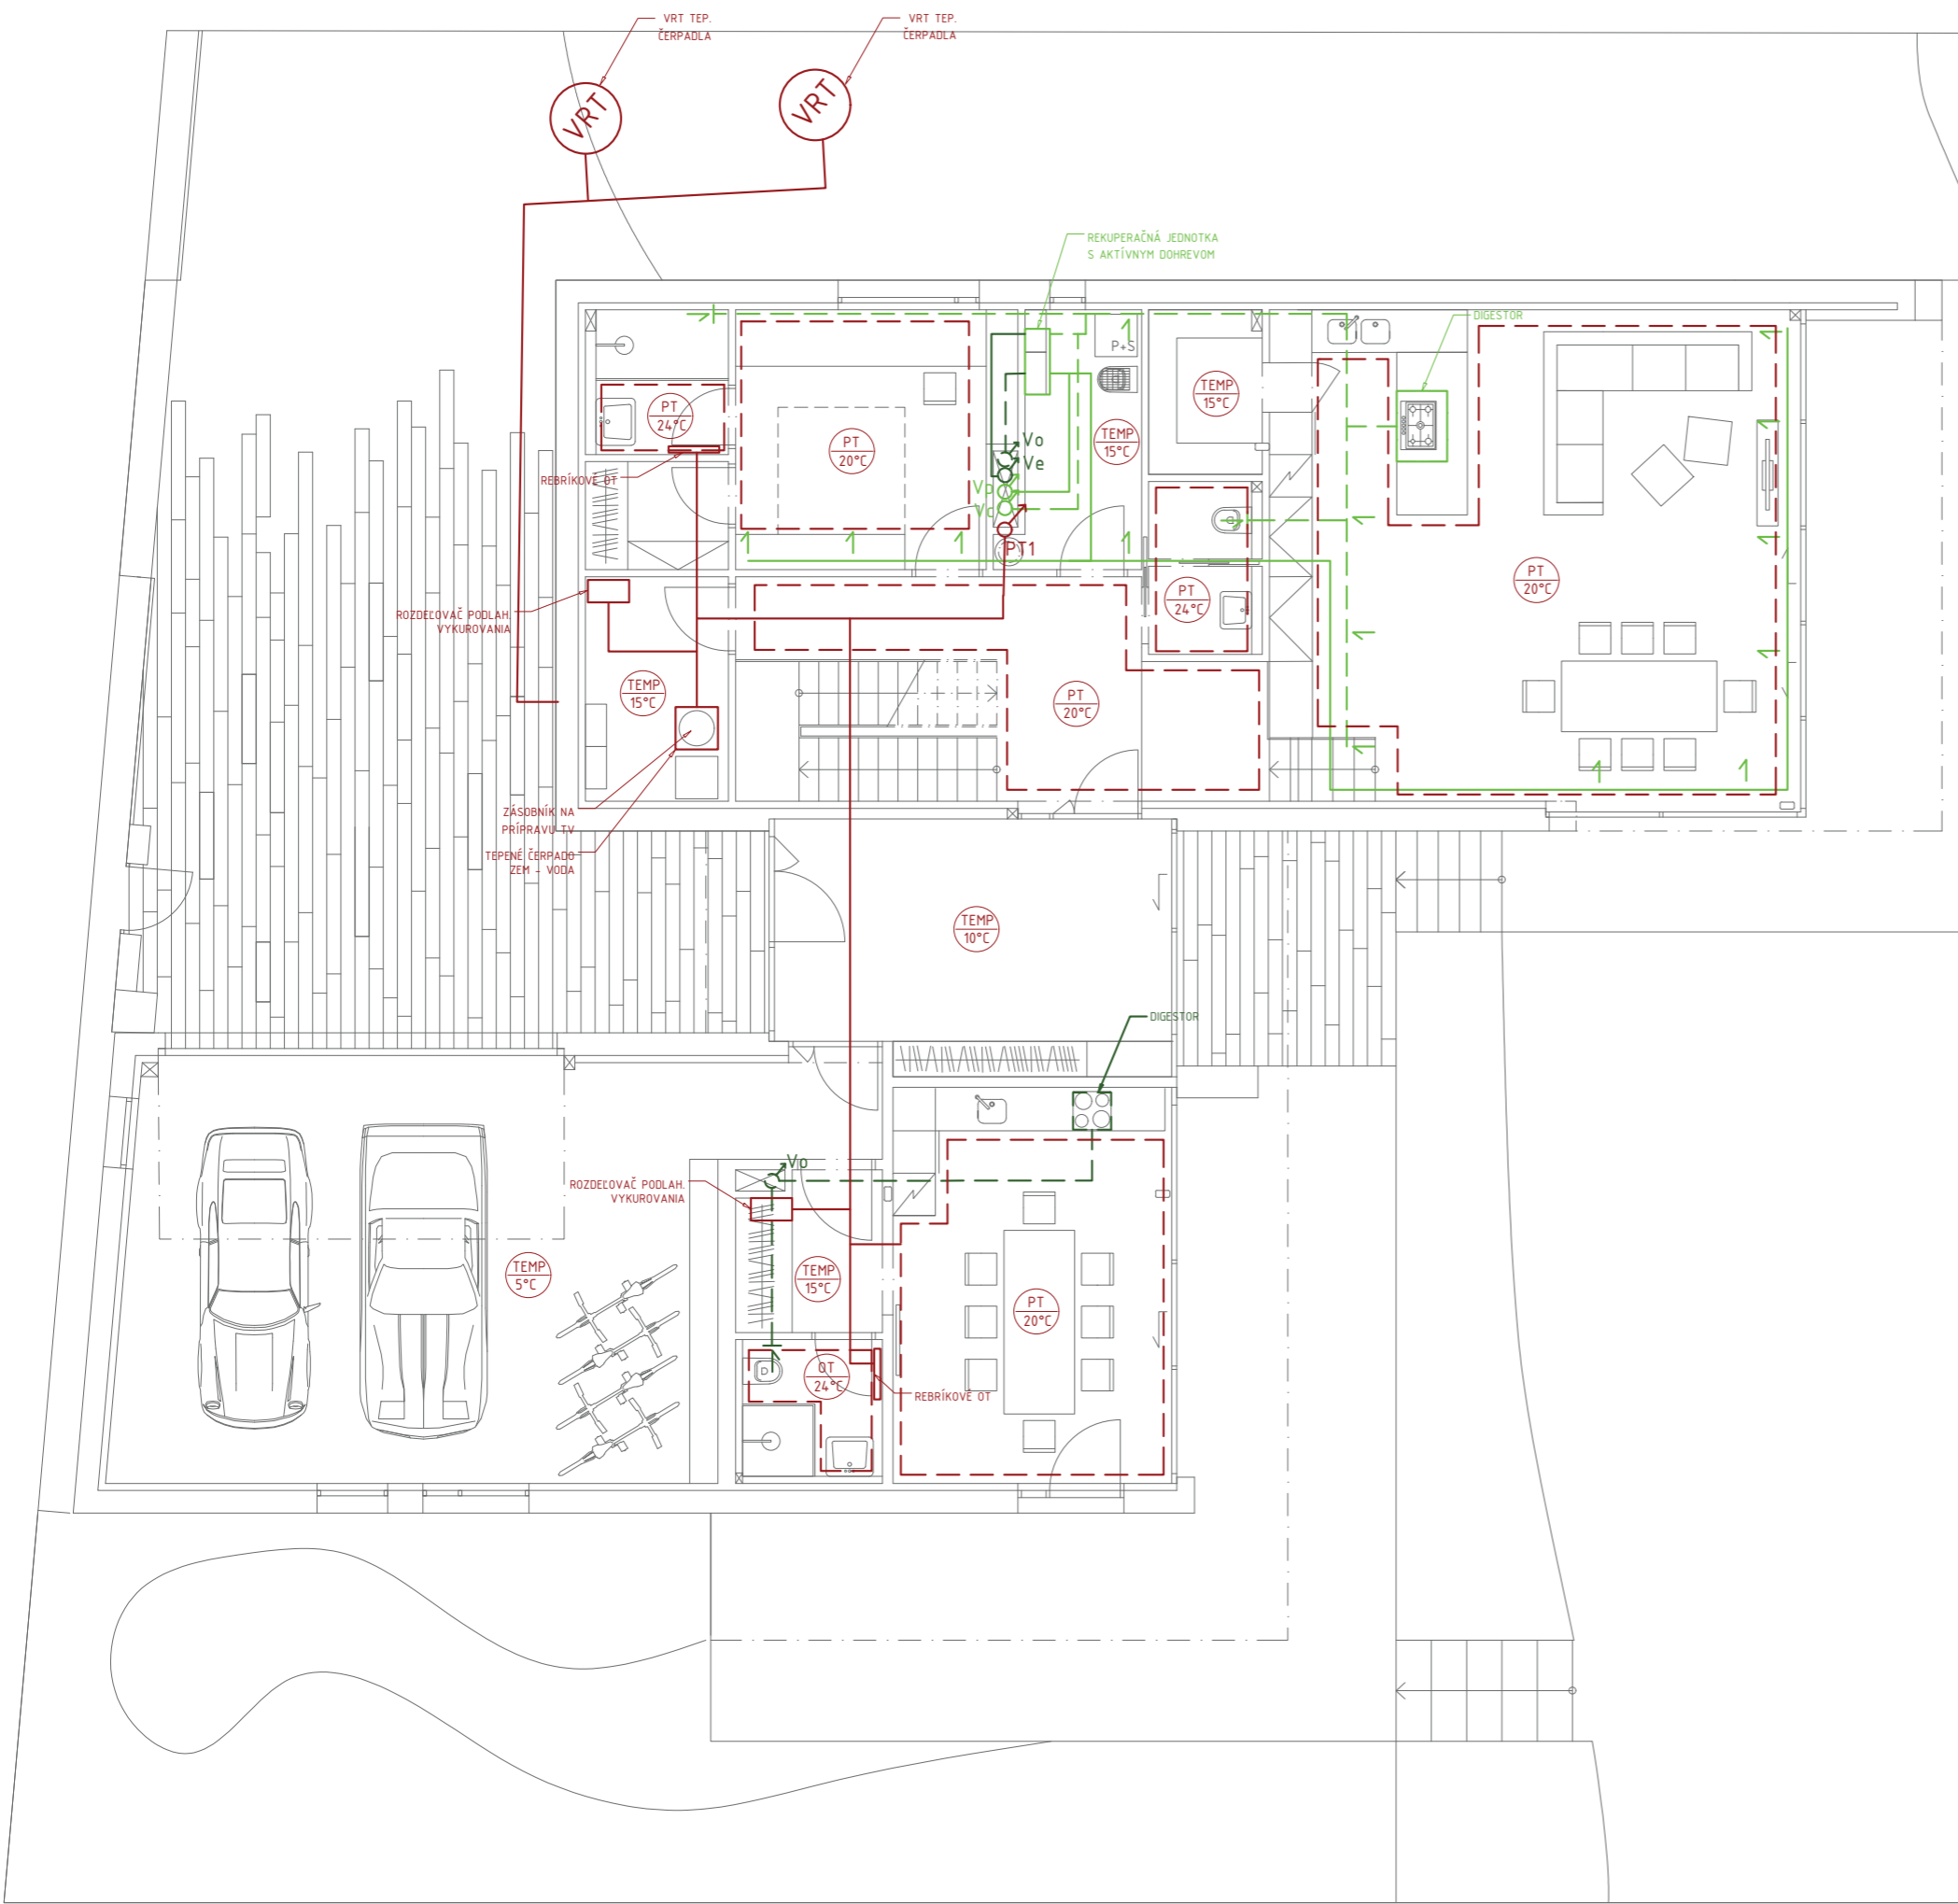 VRT TEP.
ČERPADLA
VRT TEP.
ČERPADLA
VRT
VRT
REKUPERAČNÁ JEDNOTKA
S AKTÍVNYM DOHREVOM
DIGESTOR
P+S
TEMP
15°C
PT
24°C
PT
20°C
TEMP
15°C
Vo
Ve
Vp
Vo
REBRÍKOVÉ OT
PT1
PT
20°C
PT
24°C
ROZDEĽOVAČ PODLAH.
VYKUROVANIA
TEMP
15°C
PT
20°C
ZÁSOBNÍK NA
PRÍPRAVU TV
TEPENÉ ČERPADO
ZEM - VODA
TEMP
10°C
DIGESTOR
Vo
ROZDEĽOVAČ PODLAH.
VYKUROVANIA
TEMP
5°C
TEMP
15°C
PT
20°C
OT
24°C
REBRÍKOVÉ OT